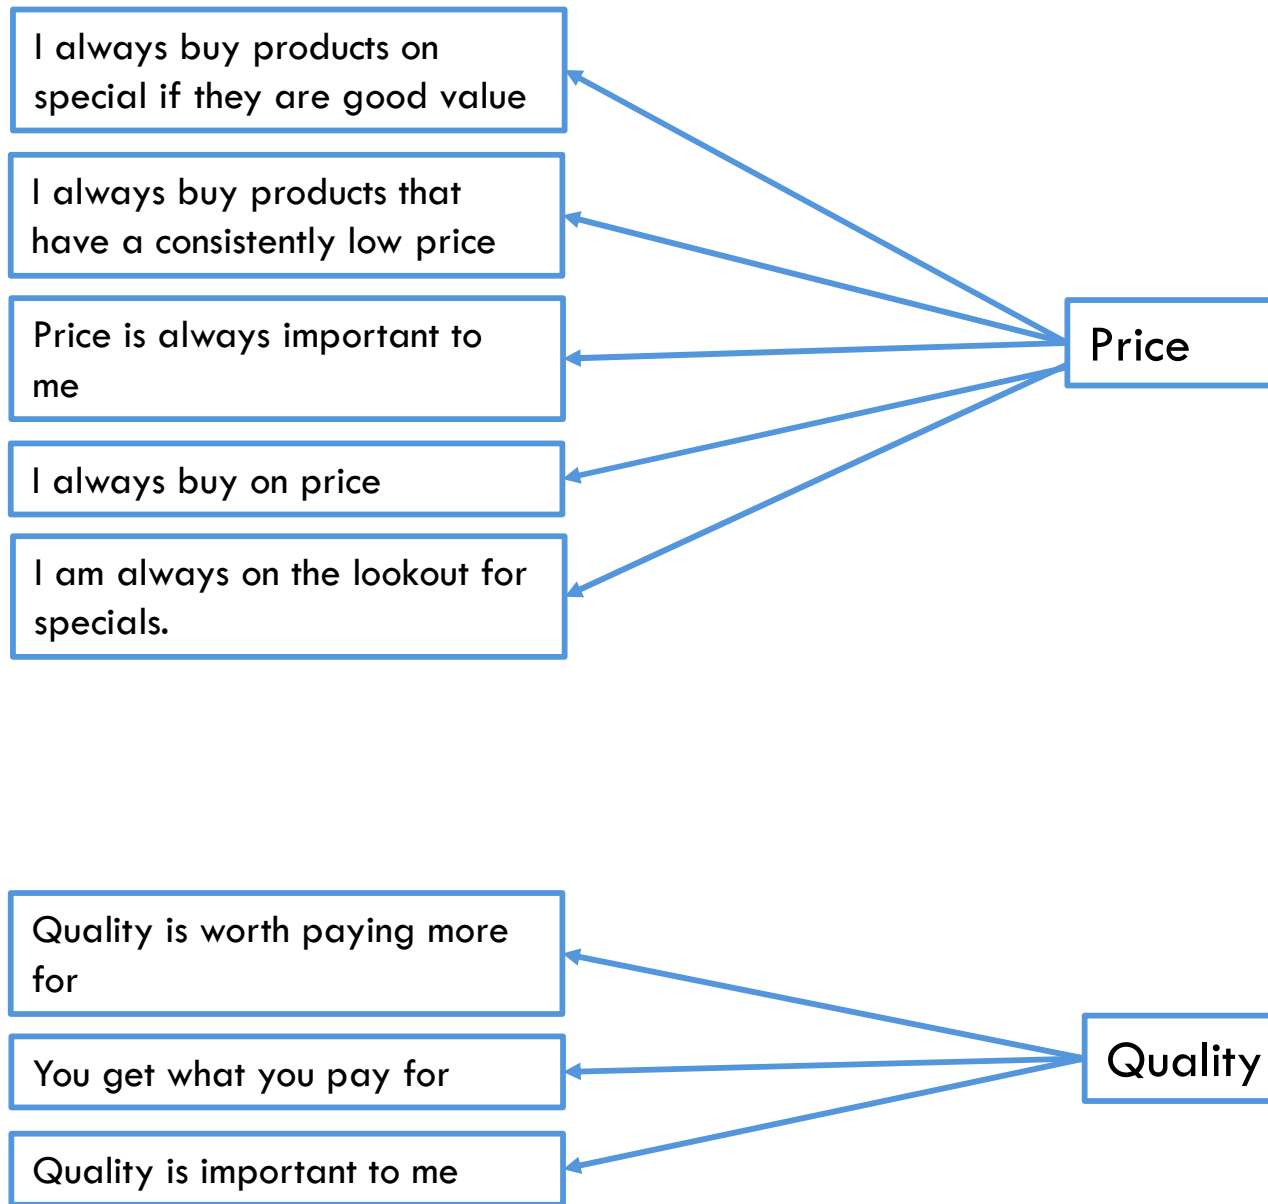 I always buy products on
special if they are good value
I always buy products that
have a consistently low price
Price is always important to
me
I always buy on price
I am always on the lookout for
specials.
Price
Quality is worth paying more
for
You get what you pay for
Quality is important to me
Quality